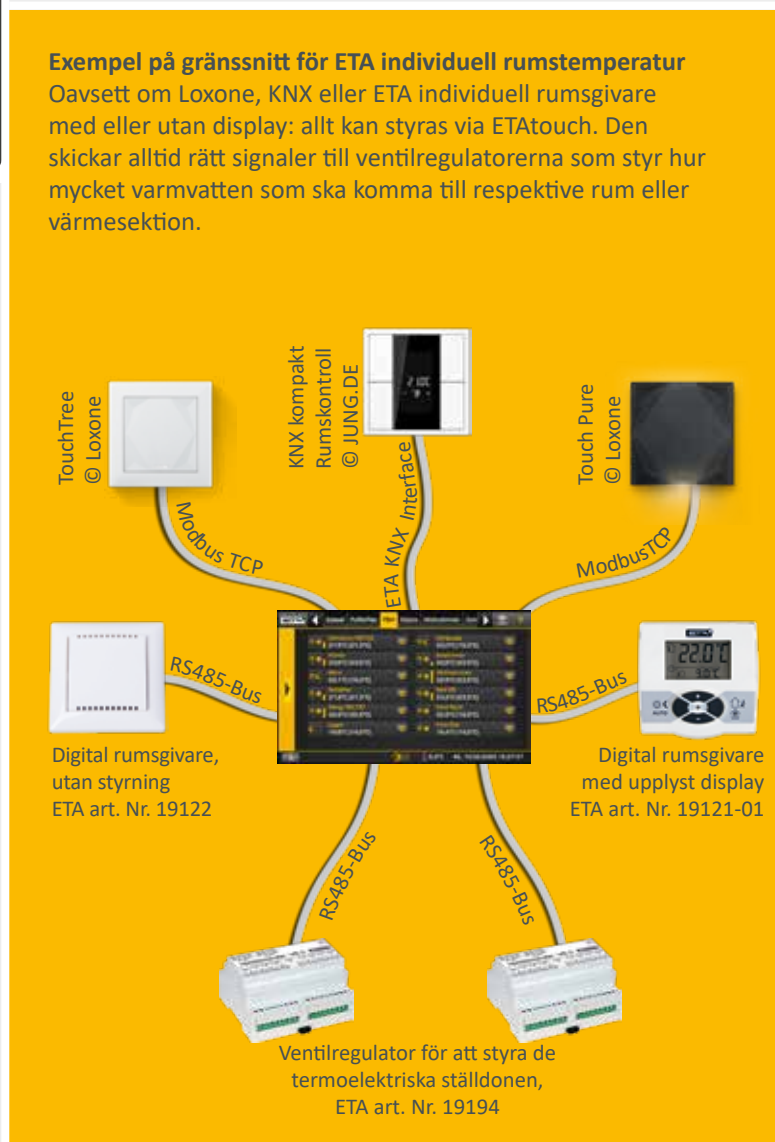 Exempel på gränssnitt för ETA individuell rumstemperatur
Oavsett om Loxone, KNX eller ETA individuell rumsgivare
med eller utan display: allt kan styras via ETAtouch. Den
skickar alltid rätt signaler till ventilregulatorerna som styr hur
mycket varmvatten som ska komma till respektive rum eller
värmesektion.
TouchTree
© Loxone
KNX kompakt
Rumskontroll
© JUNG.DE
Touch Pure
© Loxone
Modbus TCP
ETA KNX Interface
ModbusTCP
RS485-Bus
RS485-Bus
22.0°C
AUTO
Digital rumsgivare,
utan styrning
ETA art. Nr. 19122
Digital rumsgivare
med upplyst display
ETA art. Nr. 19121-01
RS485-Bus
RS485-Bus
Ventilregulator för att styra de
termoelektriska ställdonen,
ETA art. Nr. 19194